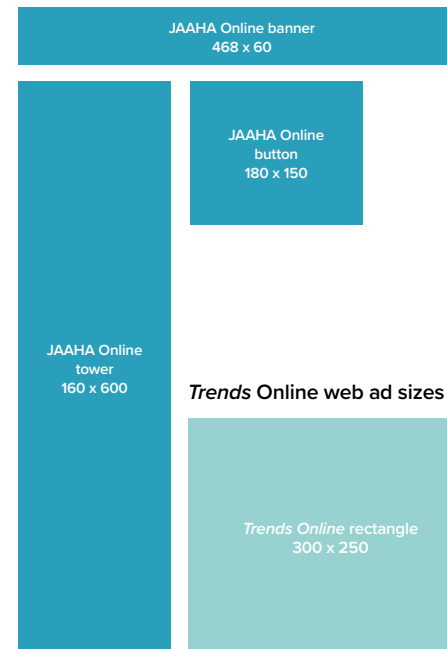 JAAHA Online banner
468 x 60
JAAHA Online
button
180 x 150
JAAHA Online
tower
160 x 600
Trends Online web ad sizes
Trends Online rectangle
300 x 250